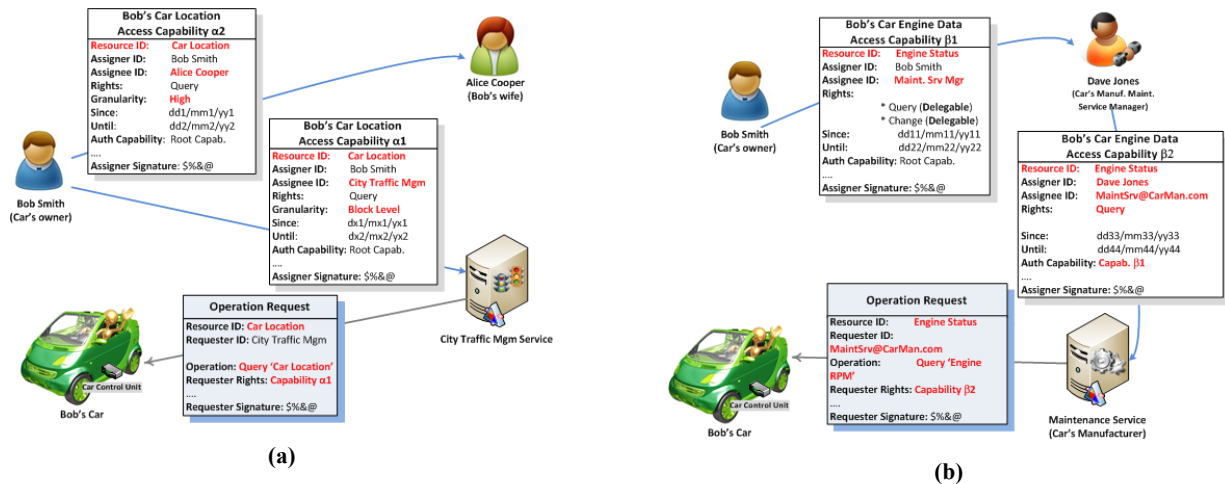 Bob's Car Location
Access Capability α2
Resource ID: Car Location
Assigner ID: Bob Smith
Assignee ID: Alice Cooper
Rights: Query
Granularity: High
Since: dd1/mm1/yy1
Until: dd2/mm2/yy2
Auth Capability: Root Capab.
....
Assigner Signature: $%&@
Alice Cooper
(Bob's wife)
Bob Smith
(Car's owner)
Bob's Car Location
Access Capability α1
Resource ID: Car Location
Assigner ID: Bob Smith
Assignee ID: City Traffic Mgm
Rights: Query
Granularity: Block Level
Since: dx1/mx1/yx1
Until: dx2/mx2/yx2
Auth Capability: Root Capab.
....
Assigner Signature: $%&@
City Traffic Mgm Service
Operation Request
Resource ID: Car Location
Requester ID: City Traffic Mgm
Operation: Query 'Car Location'
Requester Rights: Capability α1
....
Requester Signature: $%&@
Car Control Unit
Bob's Car
(a)
Bob's Car Engine Data
Access Capability β1
Resource ID: Engine Status
Assigner ID: Bob Smith
Assignee ID: Maint. Srv Mgr
Rights:
* Query (Delegable)
* Change (Delegable)
Since: dd11/mm11/yy11
Until: dd22/mm22/yy22
Auth Capability: Root Capab.
....
Assigner Signature: $%&@
Bob Smith
(Car's owner)
Dave Jones
(Car's Manuf. Maint.
Service Manager)
Bob's Car Engine Data
Access Capability β2
Resource ID: Engine Status
Assigner ID: Dave Jones
Assignee ID: MaintSrv@CarMan.com
Rights: Query
Since: dd33/mm33/yy33
Until: dd44/mm44/yy44
Auth Capability: Capab. β1
....
Assigner Signature: $%&@
Operation Request
Resource ID: Engine Status
Requester ID:
MaintSrv@CarMan.com
Operation: Query 'Engine
RPM'
Requester Rights: Capability β2
....
Requester Signature: $%&@
Car Control Unit
Bob's Car
Maintenance Service
(Car's Manufacturer)
(b)